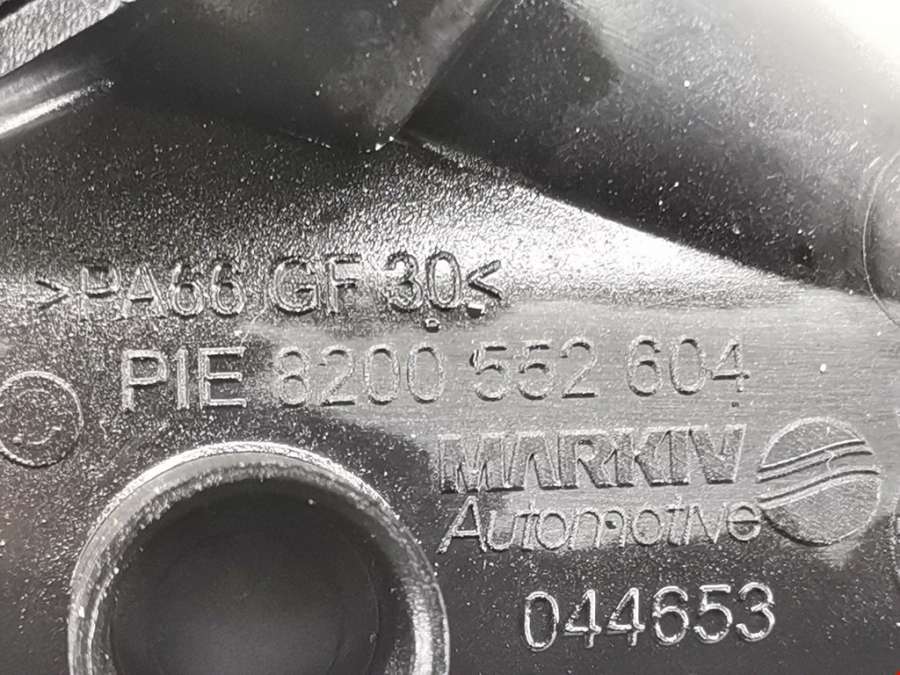 >PA66 GF 30<
PIE 8200 552 604
MARKIV
Automotive
044653